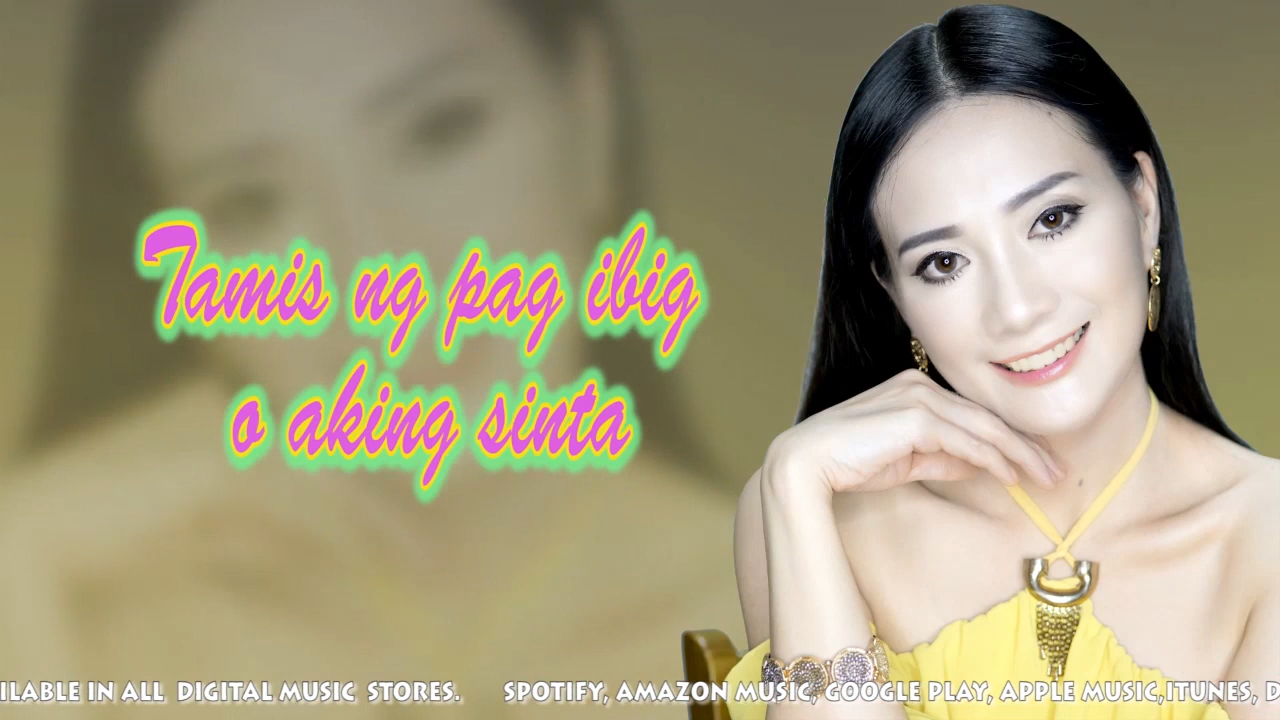 Tamis ng pag ibig
o aking sinta
ILABLE IN ALL DIGITAL MUSIC STORES. SPOTIFY, AMAZON MUSIC, GOOGLE PLAY, APPLE MUSIC,ITUNES, D